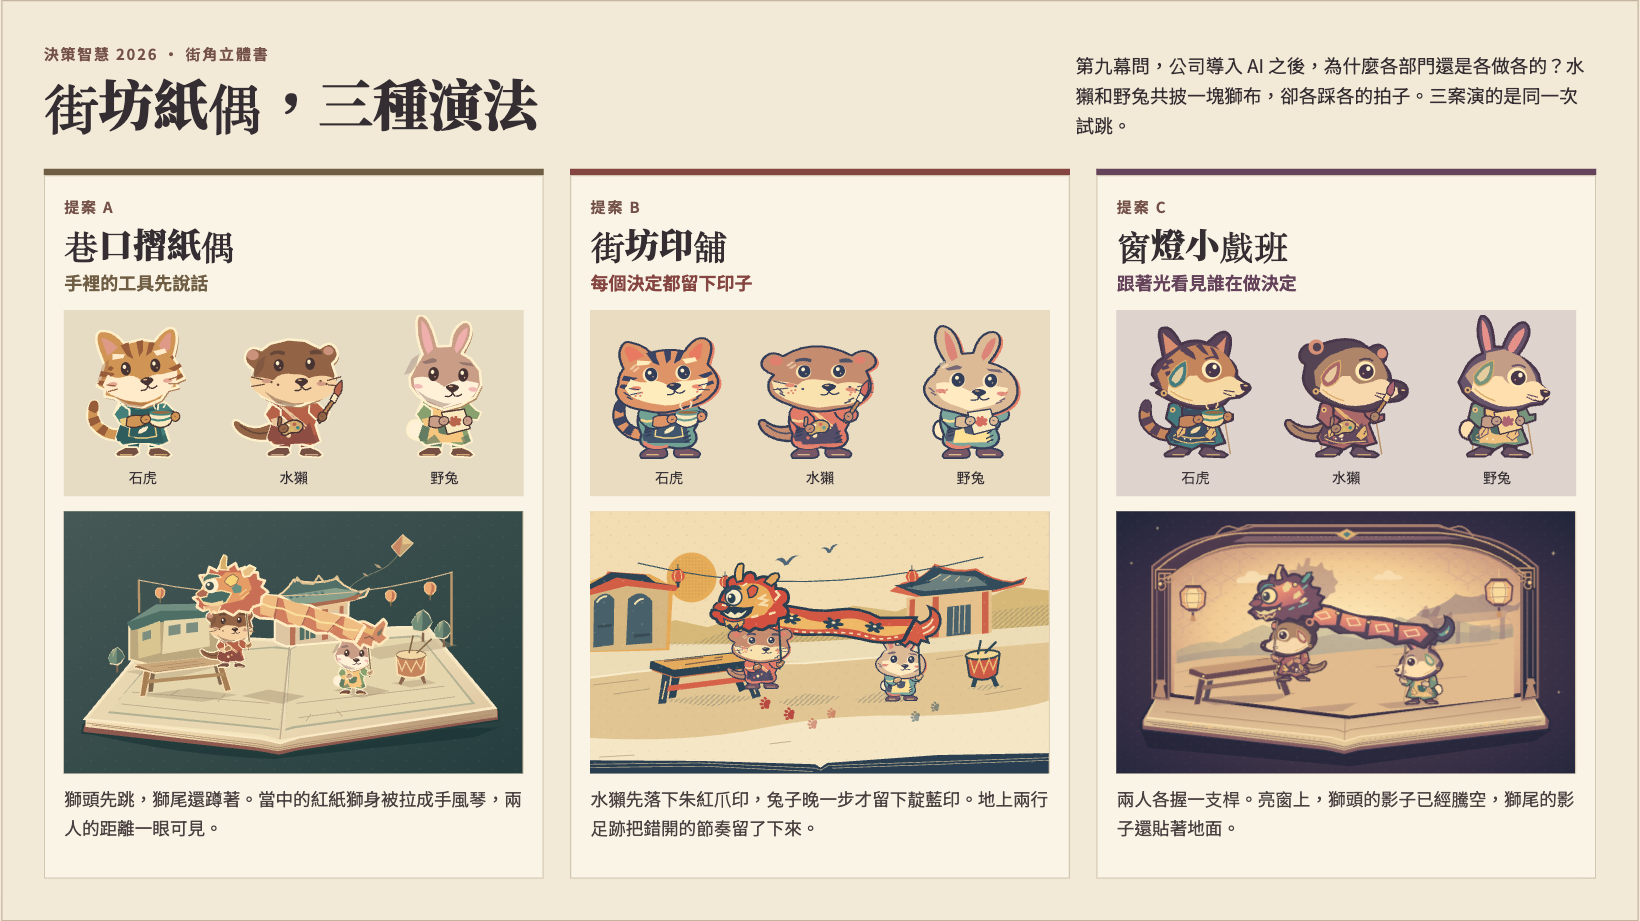 決策智慧 2026 · 街角立體書
街坊紙偶，三種演法
第九幕問，公司導入 AI 之後，為什麼各部門還是各做各的？水
獺和野兔共披一塊獅布，卻各踩各的拍子。三案演的是同一次
試跳。
提案 A
巷口摺紙偶
手裡的工具先說話
石虎
水獺
野兔
獅頭先跳，獅尾還蹲著。當中的紅紙獅身被拉成手風琴，兩
人的距離一眼可見。
提案 B
街坊印舖
每個決定都留下印子
石虎
水獺
野兔
水獺先落下朱紅爪印，兔子晚一步才留下靛藍印。地上兩行
足跡把錯開的節奏留了下來。
提案 C
窗燈小戲班
跟著光看見誰在做決定
石虎
水獺
野兔
兩人各握一支桿。亮窗上，獅頭的影子已經騰空，獅尾的影
子還貼著地面。